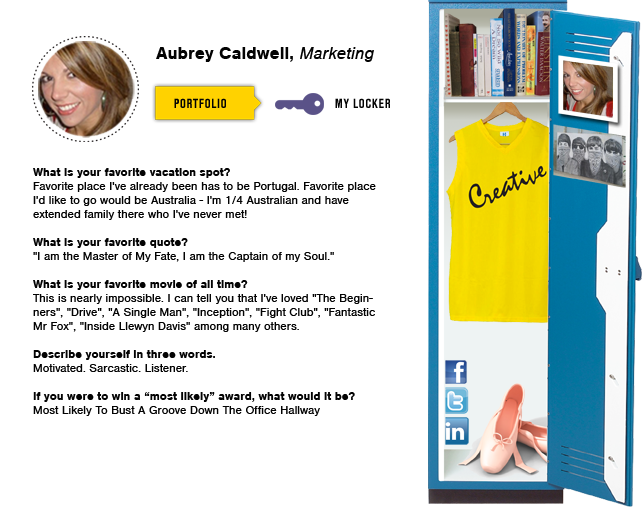 Aubrey Caldwell, Marketing
PORTFOLIO
MY LOCKER
What is your favorite vacation spot?
Favorite place I've already been has to be Portugal. Favorite place
I'd like to go would be Australia - I'm 1/4 Australian and have
extended family there who I've never met!
What is your favorite quote?
"I am the Master of My Fate, I am the Captain of my Soul."
What is your favorite movie of all time?
This is nearly impossible. I can tell you that I've loved "The Begin-
ners", "Drive", "A Single Man", "Inception", "Fight Club", "Fantastic
Mr Fox", "Inside Llewyn Davis" among many others.
Describe yourself in three words.
Motivated. Sarcastic. Listener.
If you were to win a “most likely” award, what would it be?
Most Likely To Bust A Groove Down The Office Hallway
Creative
f
t
in